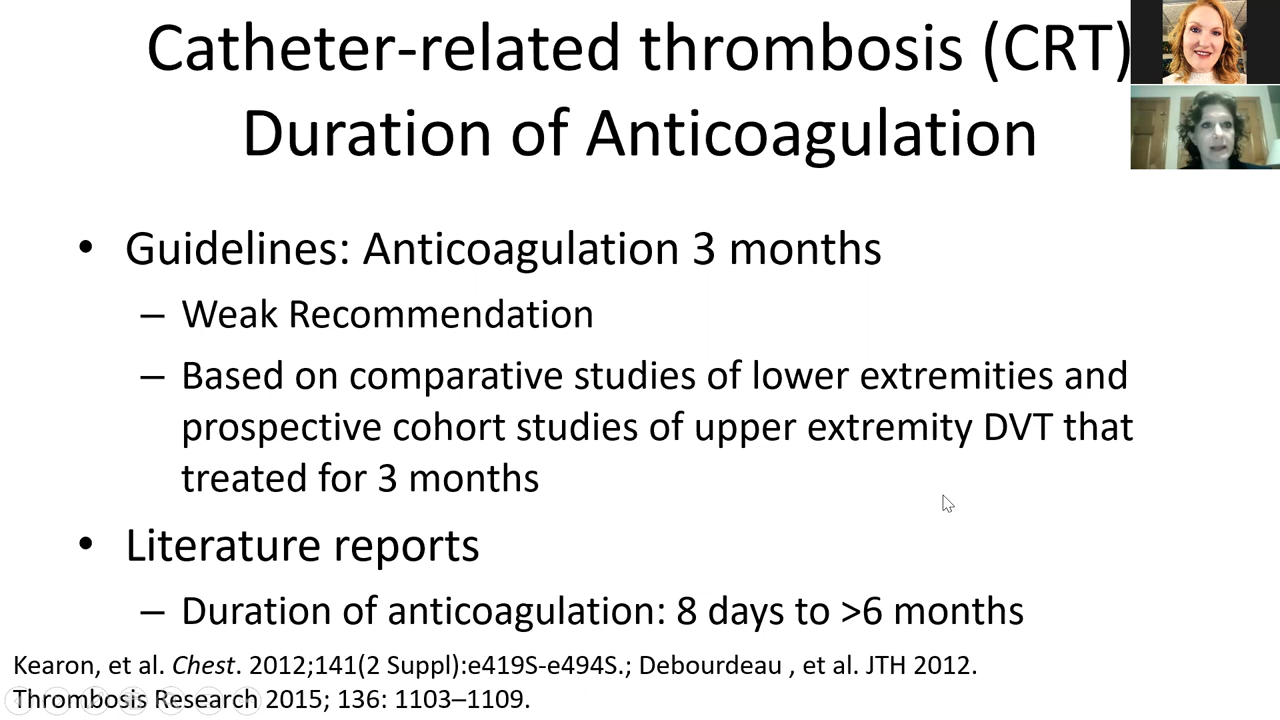 Catheter-related thrombosis (CRT)
Duration of Anticoagulation
• Guidelines: Anticoagulation 3 months
– Weak Recommendation
– Based on comparative studies of lower extremities and
prospective cohort studies of upper extremity DVT that
treated for 3 months
• Literature reports
– Duration of anticoagulation: 8 days to >6 months
Kearon, et al. Chest. 2012;141(2 Suppl):e419S-e494S.; Debourdeau , et al. JTH 2012.
Thrombosis Research 2015; 136: 1103–1109.